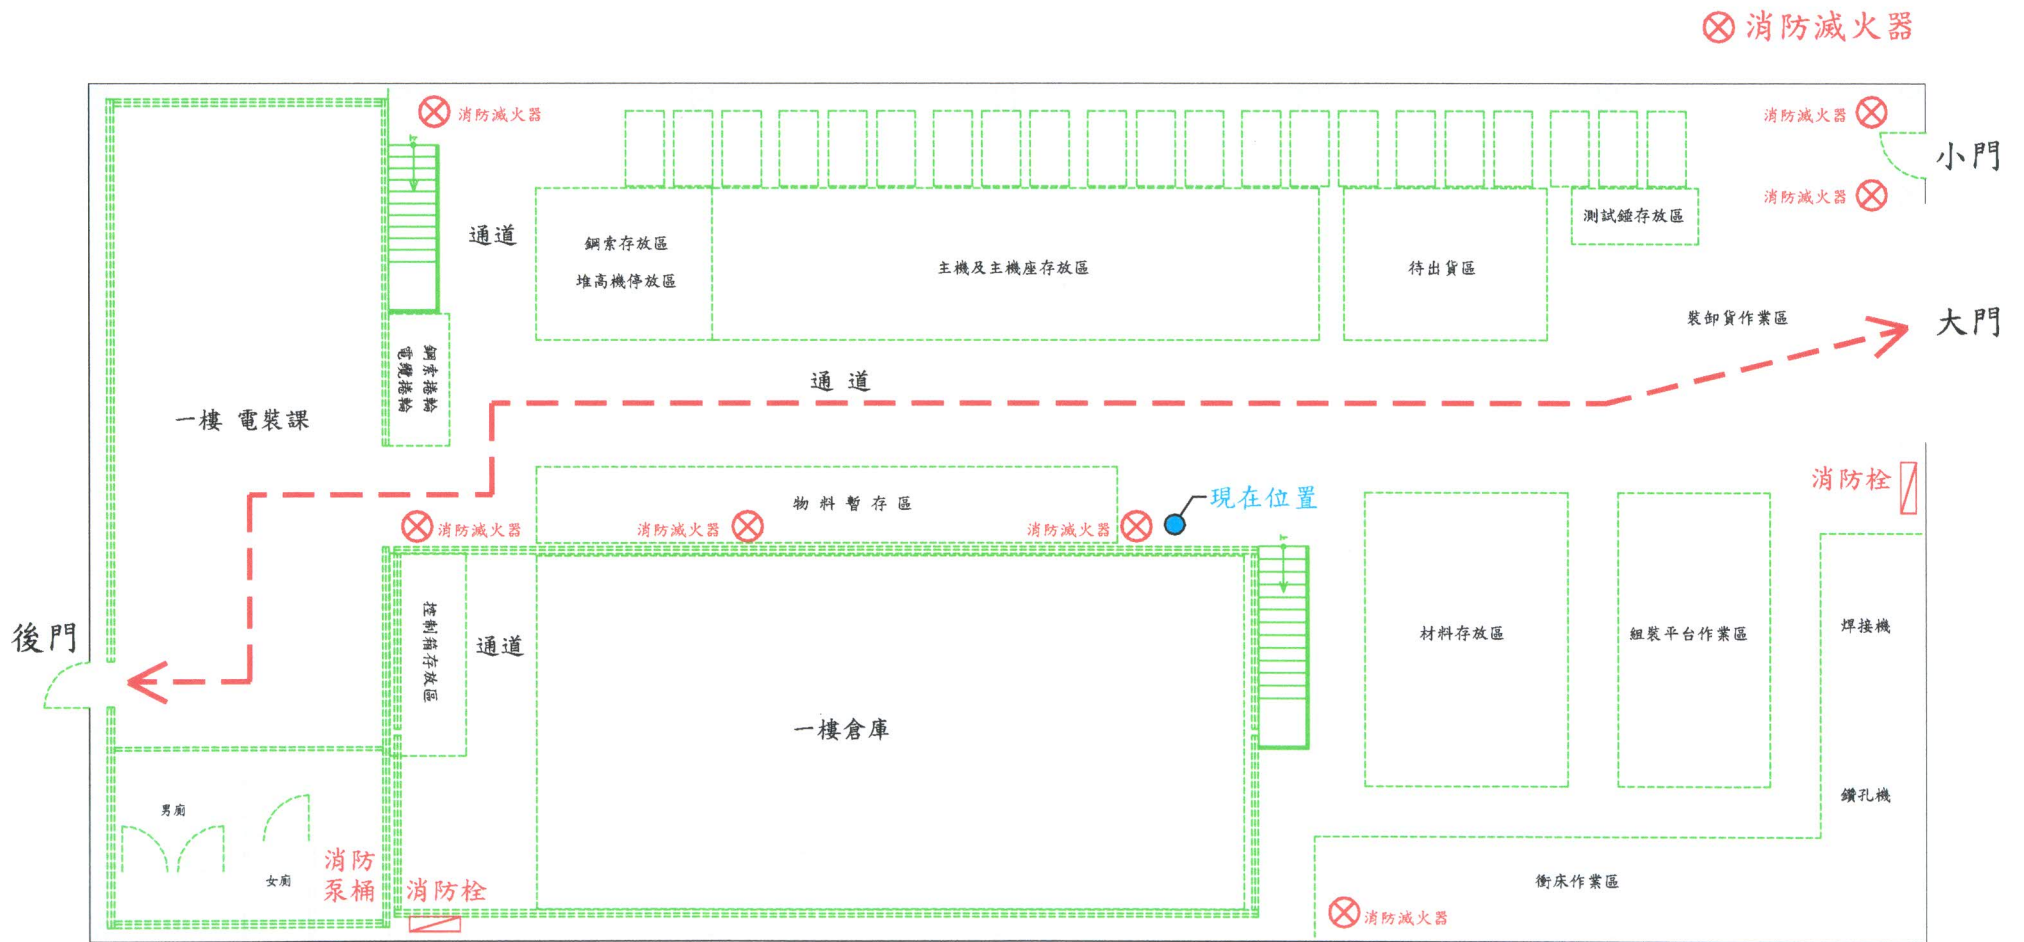 消防滅火器
消防滅火器
消防滅火器
小門
消防滅火器
測試錘存放區
通道
鋼索存放區
堆高機停放區
主機及主機座存放區
待出貨區
裝卸貨作業區
大門
鋼索捲輪
電纜捲輪
通 道
一樓 電裝課
物 料 暫 存 區
現在位置
消防栓
消防滅火器
消防滅火器
消防滅火器
後門
控制箱存放區
通道
材料存放區
組裝平台作業區
焊接機
一樓倉庫
鑽孔機
男廁
女廁
消防
泵桶
消防栓
衝床作業區
消防滅火器